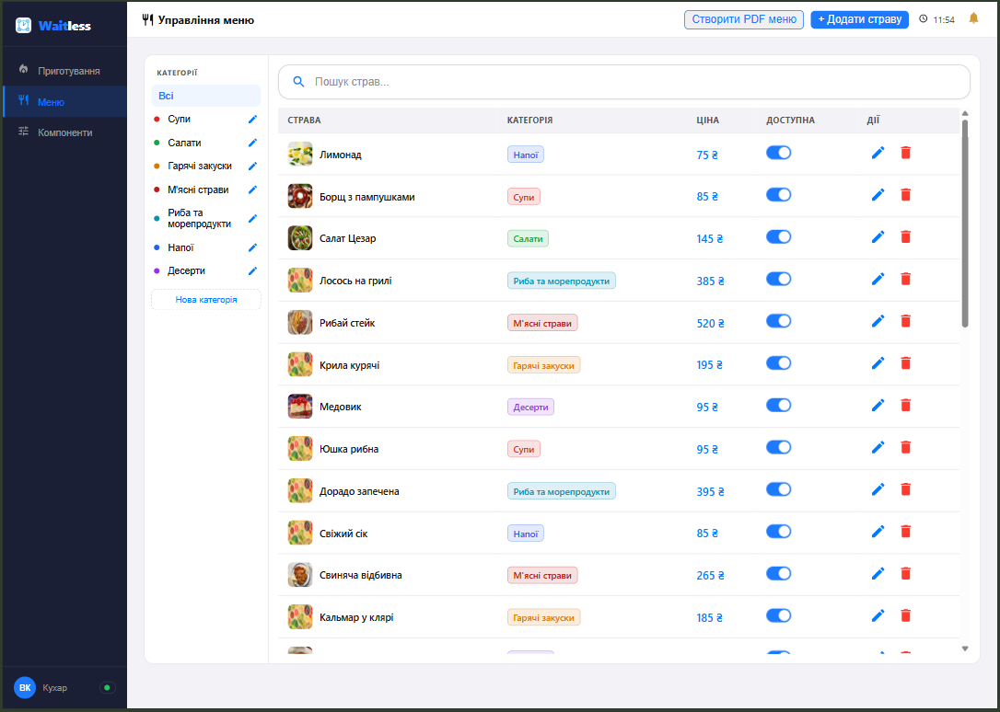 Waitless
Приготування
Меню
Компоненти
ВК Кухар
Управління меню
Створити PDF меню
+ Додати страву
11:54
КАТЕГОРІЇ
Всі
Супи
Салати
Гарячі закуски
М'ясні страви
Риба та
морепродукти
Напої
Десерти
Нова категорія
Пошук страв...
СТРАВА КАТЕГОРІЯ ЦІНА ДОСТУПНА ДІЇ
Лимонад Напої 75 ₴
Борщ з пампушками Супи 85 ₴
Салат Цезар Салати 145 ₴
Лосось на грилі Риба та морепродукти 385 ₴
Рибай стейк М'ясні страви 520 ₴
Крила курячі Гарячі закуски 195 ₴
Медовик Десерти 95 ₴
Юшка рибна Супи 95 ₴
Дорадо запечена Риба та морепродукти 395 ₴
Свіжий сік Напої 85 ₴
Свиняча відбивна М'ясні страви 265 ₴
Кальмар у клярі Гарячі закуски 185 ₴